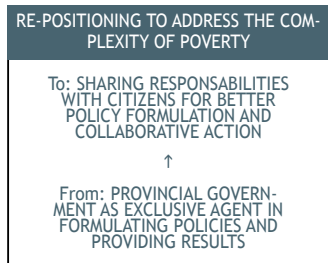 RE-POSITIONING TO ADDRESS THE COM-
PLEXITY OF POVERTY
To: SHARING RESPONSABILITIES
WITH CITIZENS FOR BETTER
POLICY FORMULATION AND
COLLABORATIVE ACTION
↑
From: PROVINCIAL GOVERN-
MENT AS EXCLUSIVE AGENT IN
FORMULATING POLICIES AND
PROVIDING RESULTS